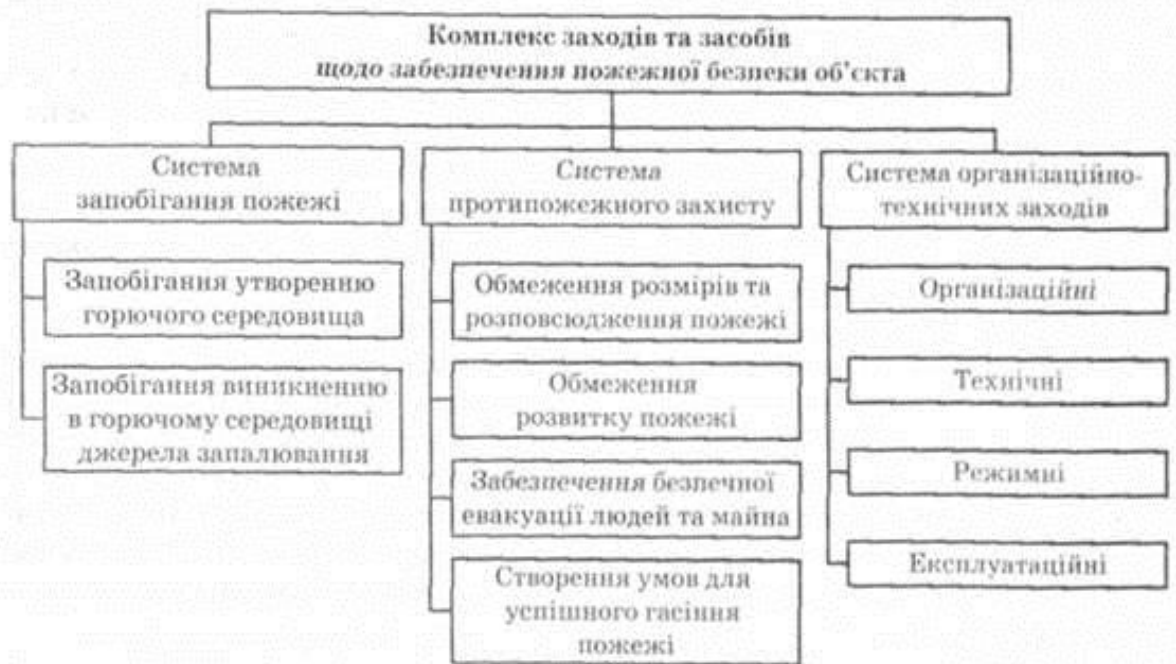 Комплекс заходів та засобів
щодо забезпечення пожежної безпеки об'єкта
Система
запобігання пожежі
Запобігання утворенню
горючого середовища
Запобігання виникненню
в горючому середовищі
джерела запалювання
Система
протипожежного захисту
Обмеження розмірів та
розповсюдження пожежі
Обмеження
розвитку пожежі
Забезпечення безпечної
евакуації людей та майна
Створення умов для
успішного гасіння
пожежі
Система організаційно-
технічних заходів
Організаційні
Технічні
Режимні
Експлуатаційні